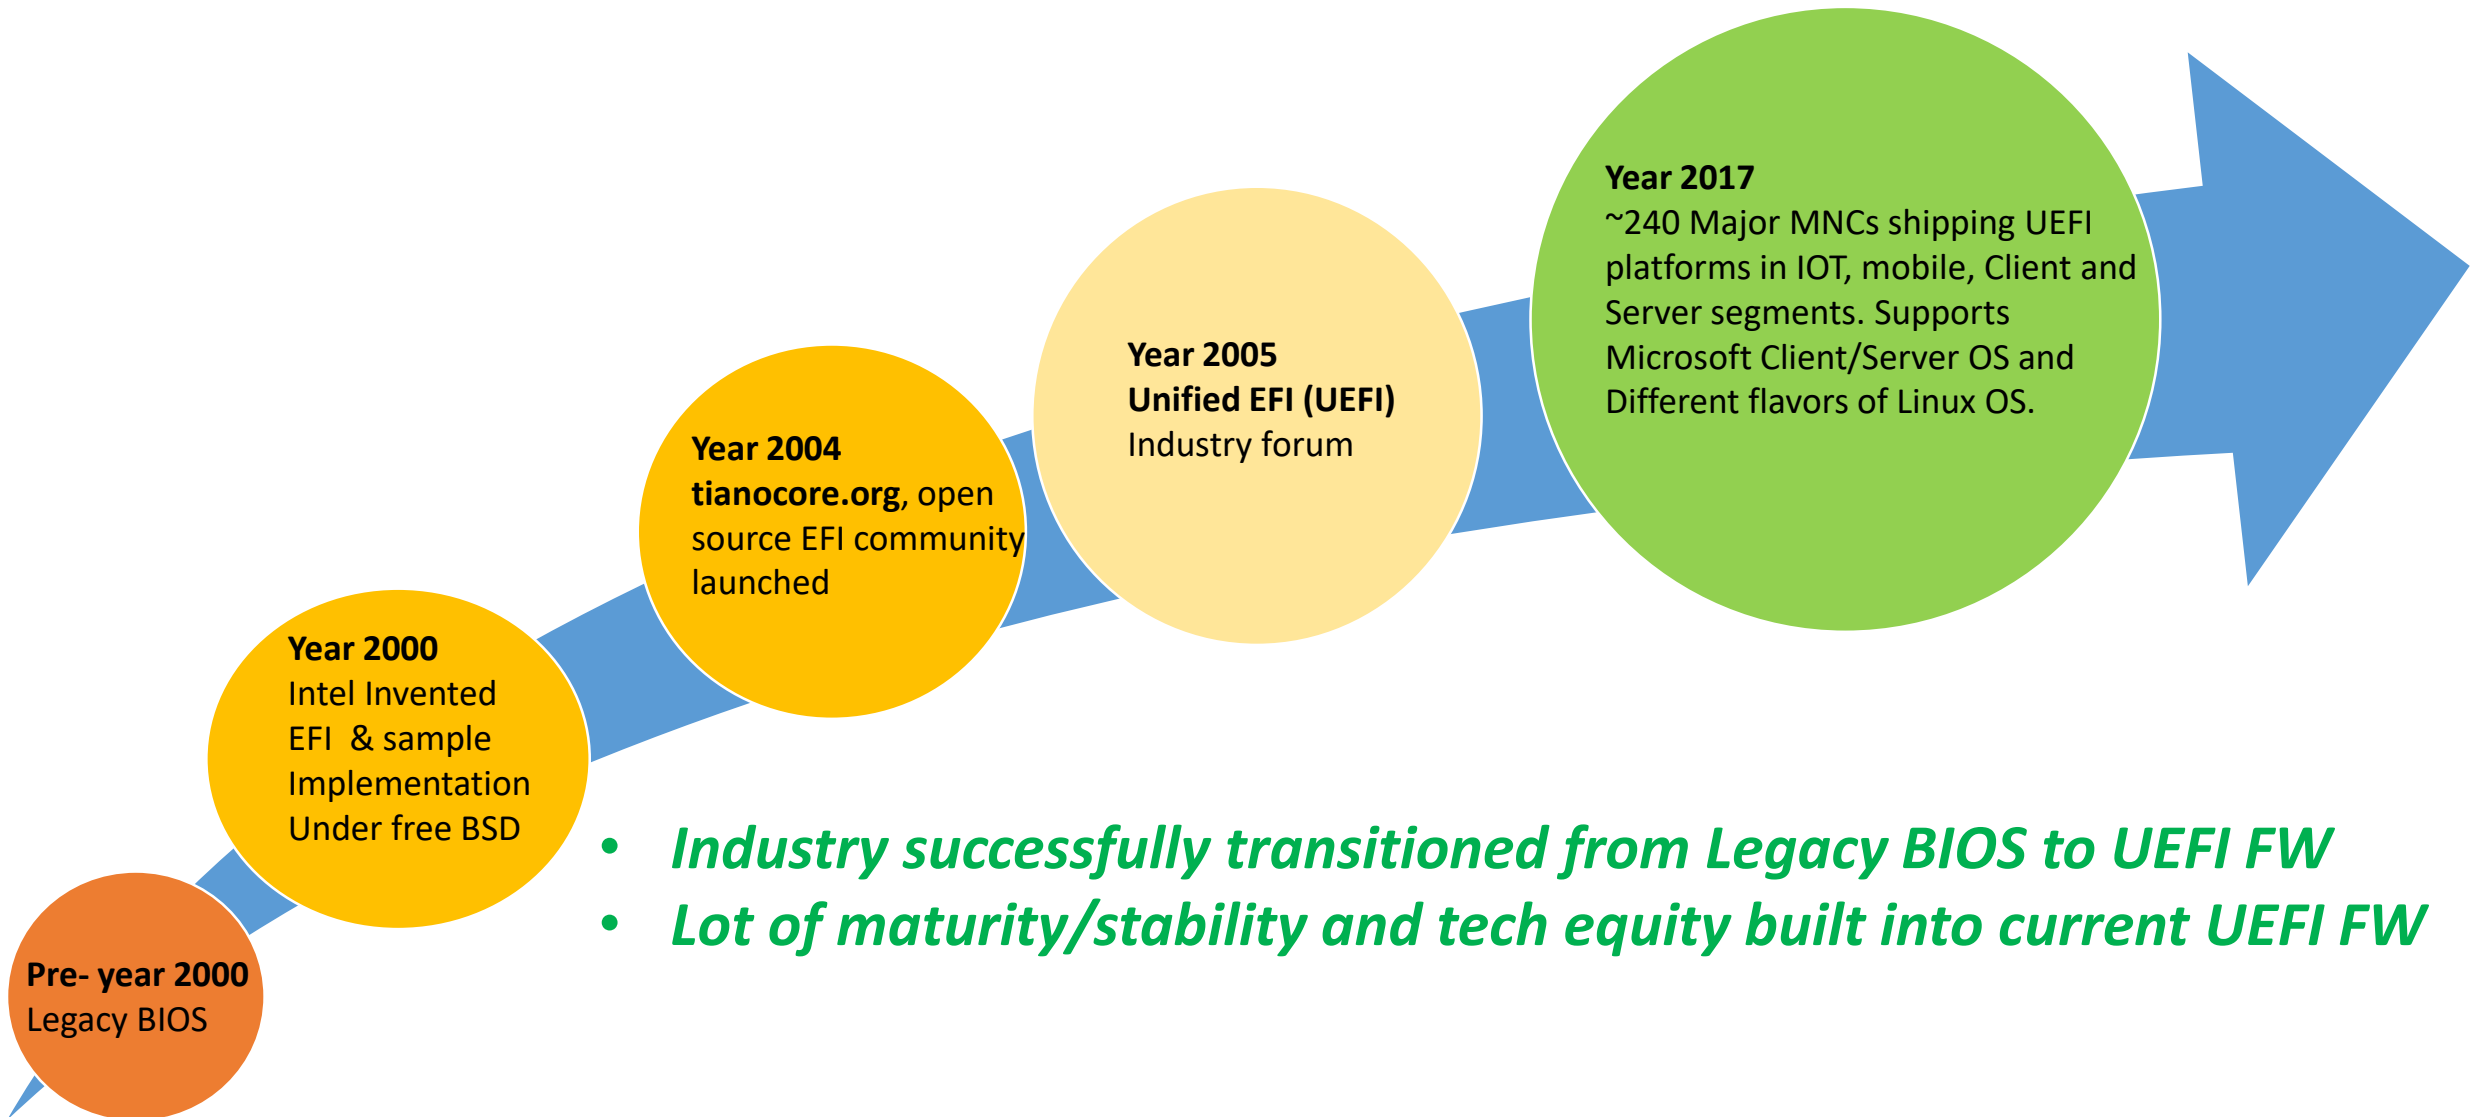 Pre- year 2000
Legacy BIOS
Year 2000
Intel Invented
EFI & sample
Implementation
Under free BSD
Year 2004
tianocore.org, open
source EFI community
launched
Year 2005
Unified EFI (UEFI)
Industry forum
Year 2017
~240 Major MNCs shipping UEFI
platforms in IOT, mobile, Client and
Server segments. Supports
Microsoft Client/Server OS and
Different flavors of Linux OS.
• Industry successfully transitioned from Legacy BIOS to UEFI FW
• Lot of maturity/stability and tech equity built into current UEFI FW